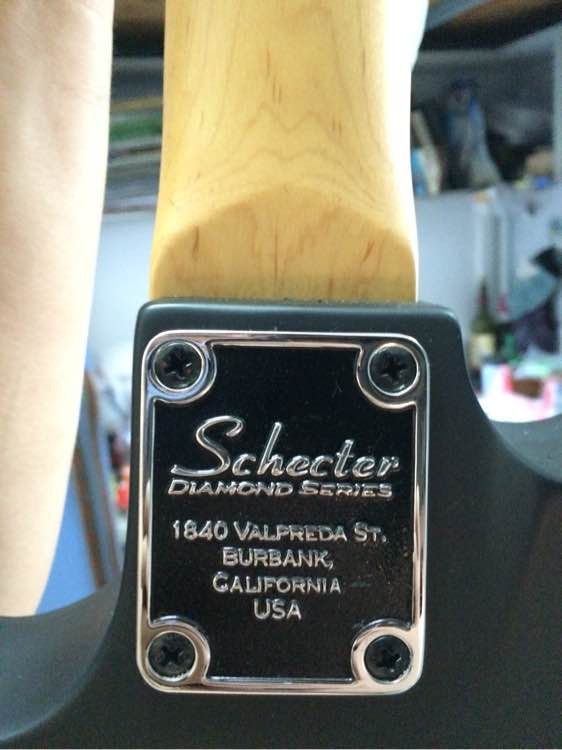 Schecter
DIAMOND SERIES
1840 VALPREDA ST.
BURBANK,
CALIFORNIA
USA